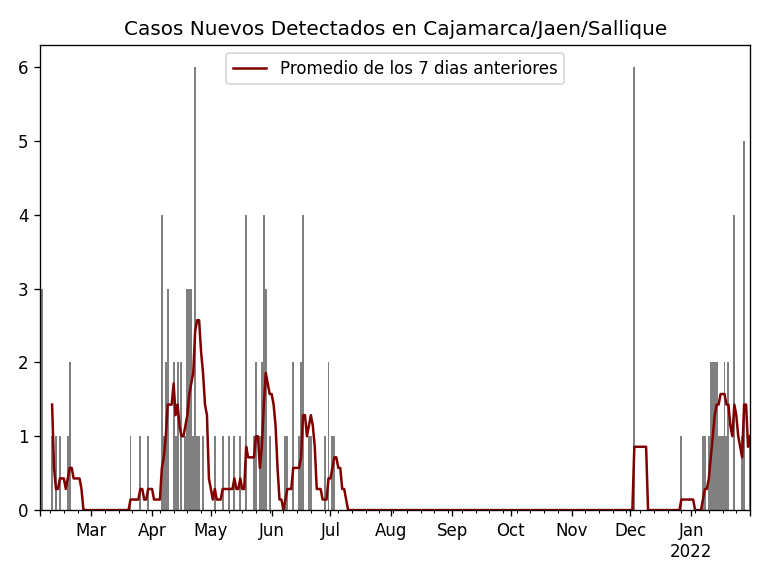 Casos Nuevos Detectados en Cajamarca/Jaen/Sallique
Promedio de los 7 dias anteriores
6
5
4
3
2
1
0
Mar Apr May Jun Jul Aug Sep Oct Nov Dec Jan
2022